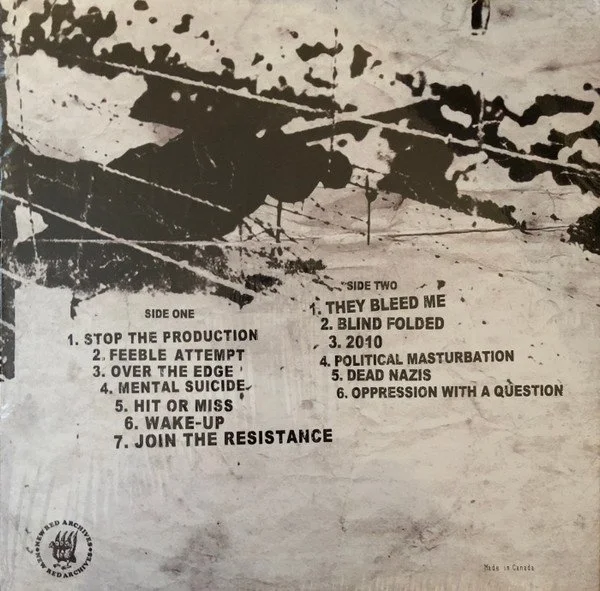 SIDE ONE
1. STOP THE PRODUCTION
2. FEEBLE ATTEMPT
3. OVER THE EDGE
4. MENTAL SUICIDE
5. HIT OR MISS
6. WAKE-UP
7. JOIN THE RESISTANCE
SIDE TWO
1. THEY BLEED ME
2. BLIND FOLDED
3. 2010
4. POLITICAL MASTURBATION
5. DEAD NAZIS
6. OPPRESSION WITH A QUESTION
NEW RED ARCHIVES
NEW RED ARCHIVES
Made in Canada